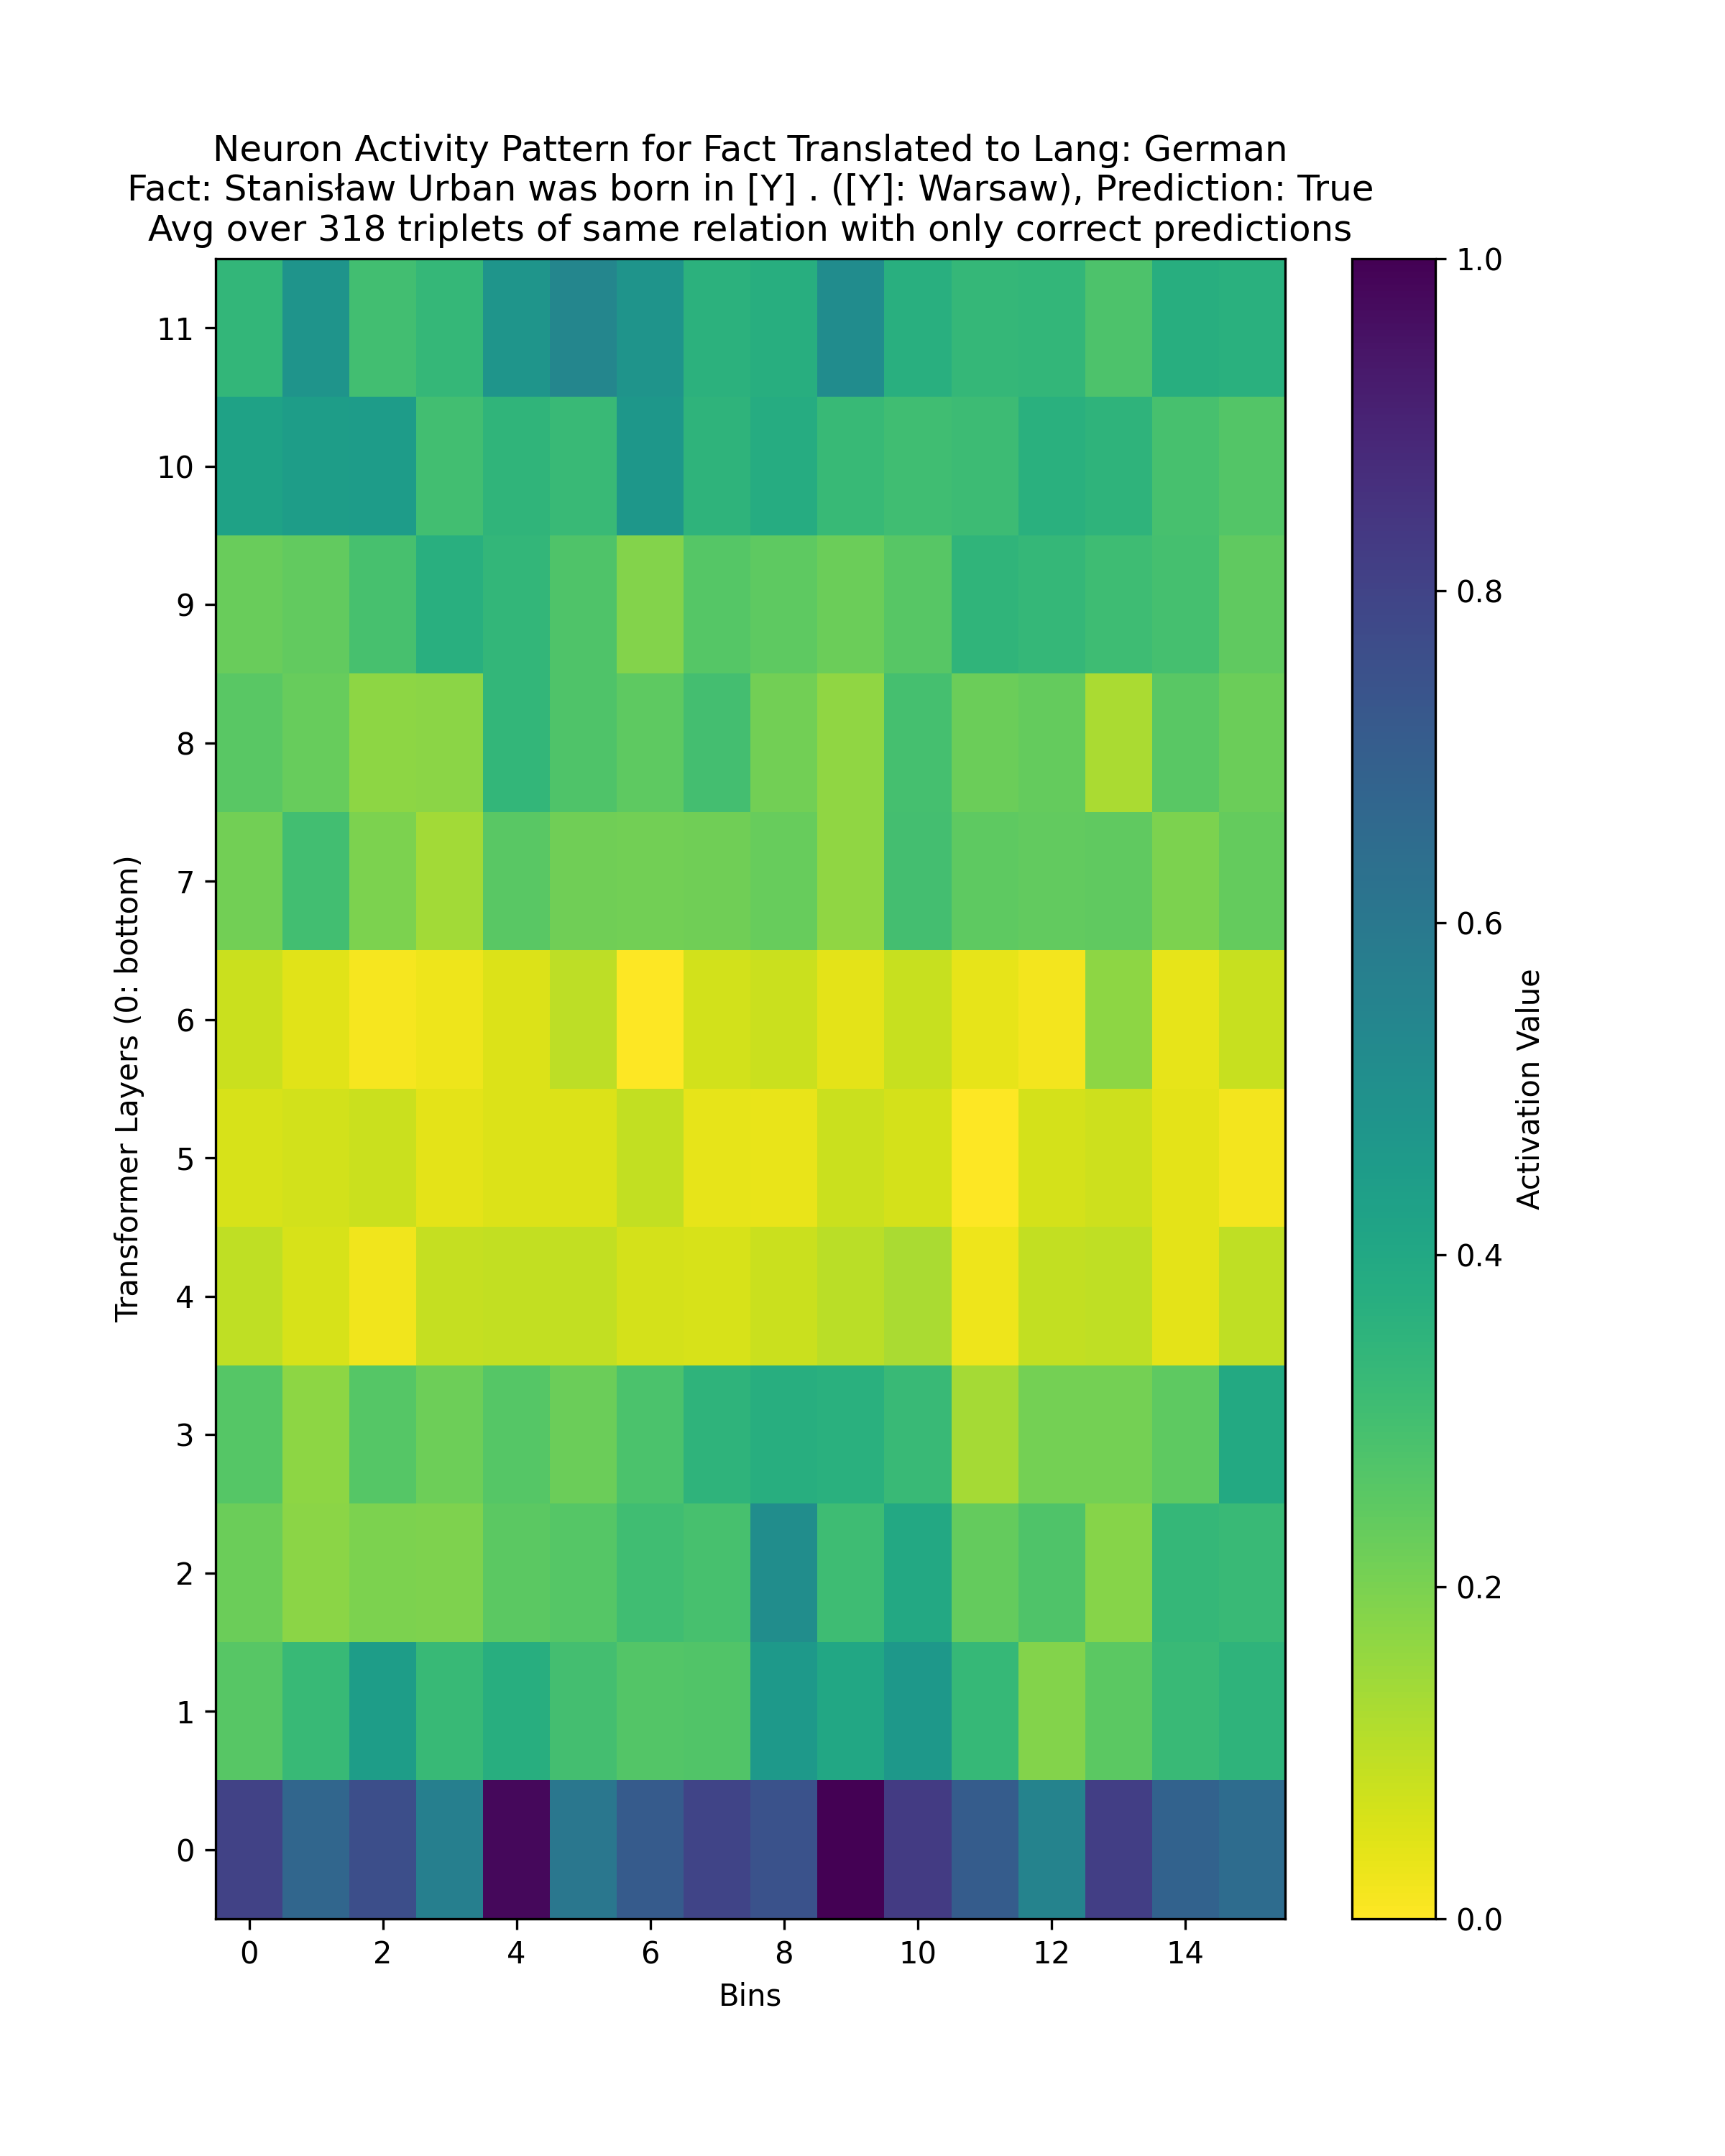 Neuron Activity Pattern for Fact Translated to Lang: German
Fact: Stanisław Urban was born in [Y] . ([Y]: Warsaw), Prediction: True
Avg over 318 triplets of same relation with only correct predictions
Transformer Layers (0: bottom)
11
10
9
8
7
6
5
4
3
2
1
0
0 2 4 6 8 10 12 14
Bins
1.0
0.8
0.6
0.4
0.2
0.0
Activation Value